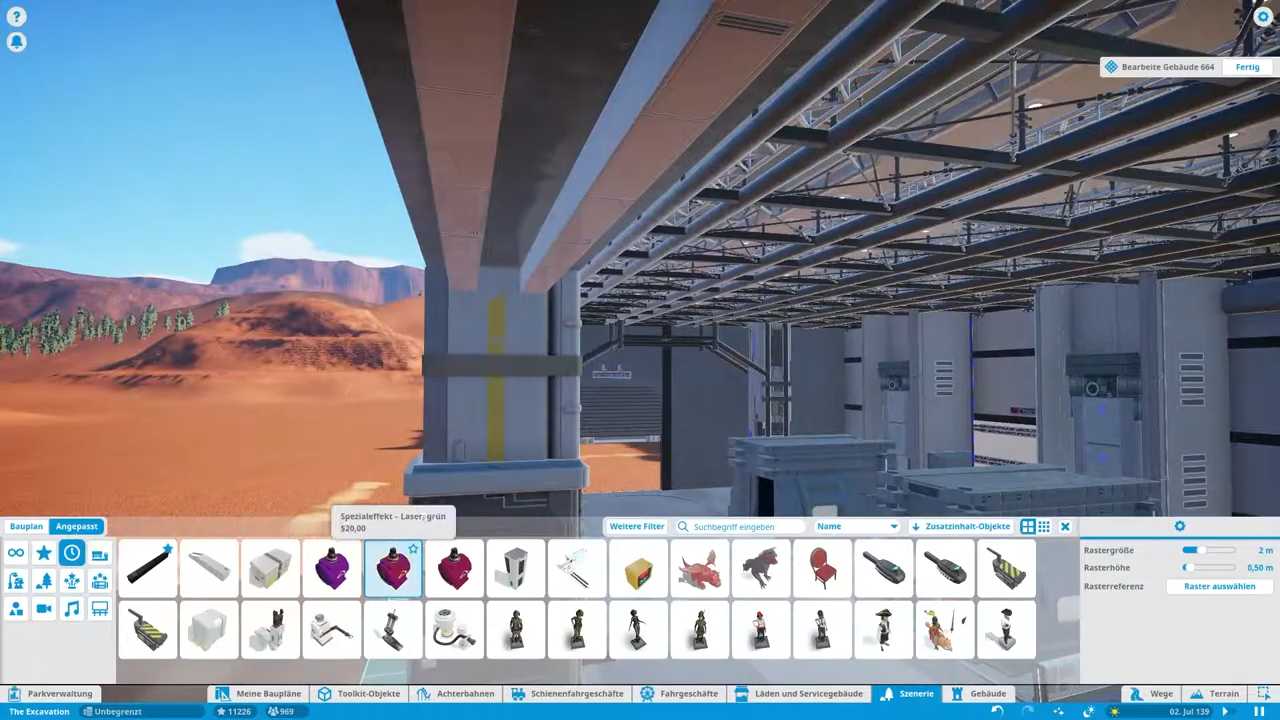 ?
Bearbeite Gebäude 664 Fertig
Spezialeffekt – Laser, grün
$20,00
Bauplan Angepasst
Weitere Filter Suchbegriff eingeben Name Zusatzinhalt-Objekte
Rastergröße 2 m
Rasterhöhe 0,50 m
Rasterreferenz Raster auswählen
Parkverwaltung Meine Baupläne Toolkit-Objekte Achterbahnen Schienenfahrgeschäfte Fahrgeschäfte Läden und Servicegebäude Szenerie Gebäude Wege Terrain
The Excavation Unbegrenzt 11226 969 02. Jul 139